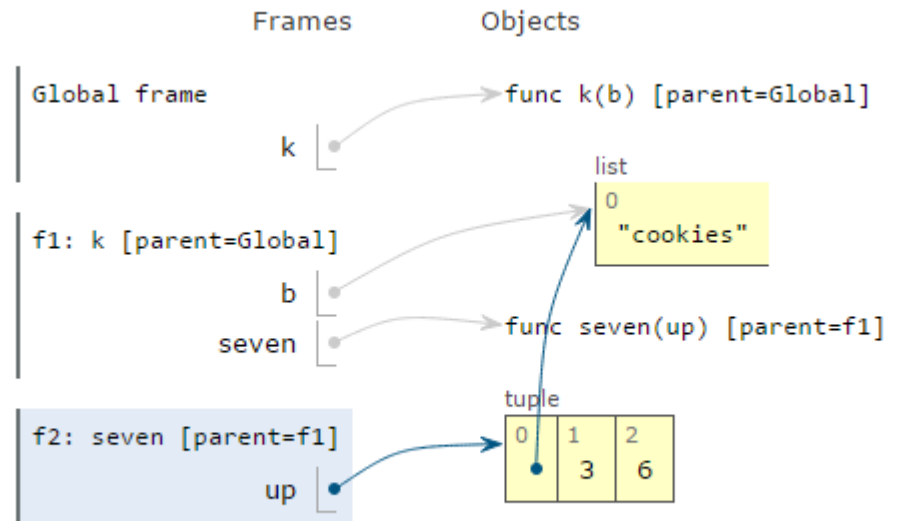 Frames Objects
Global frame
func k(b) [parent=Global]
k
list
0
"cookies"
f1: k [parent=Global]
b
seven
func seven(up) [parent=f1]
tuple
f2: seven [parent=f1]
0 1 2
3 6
up